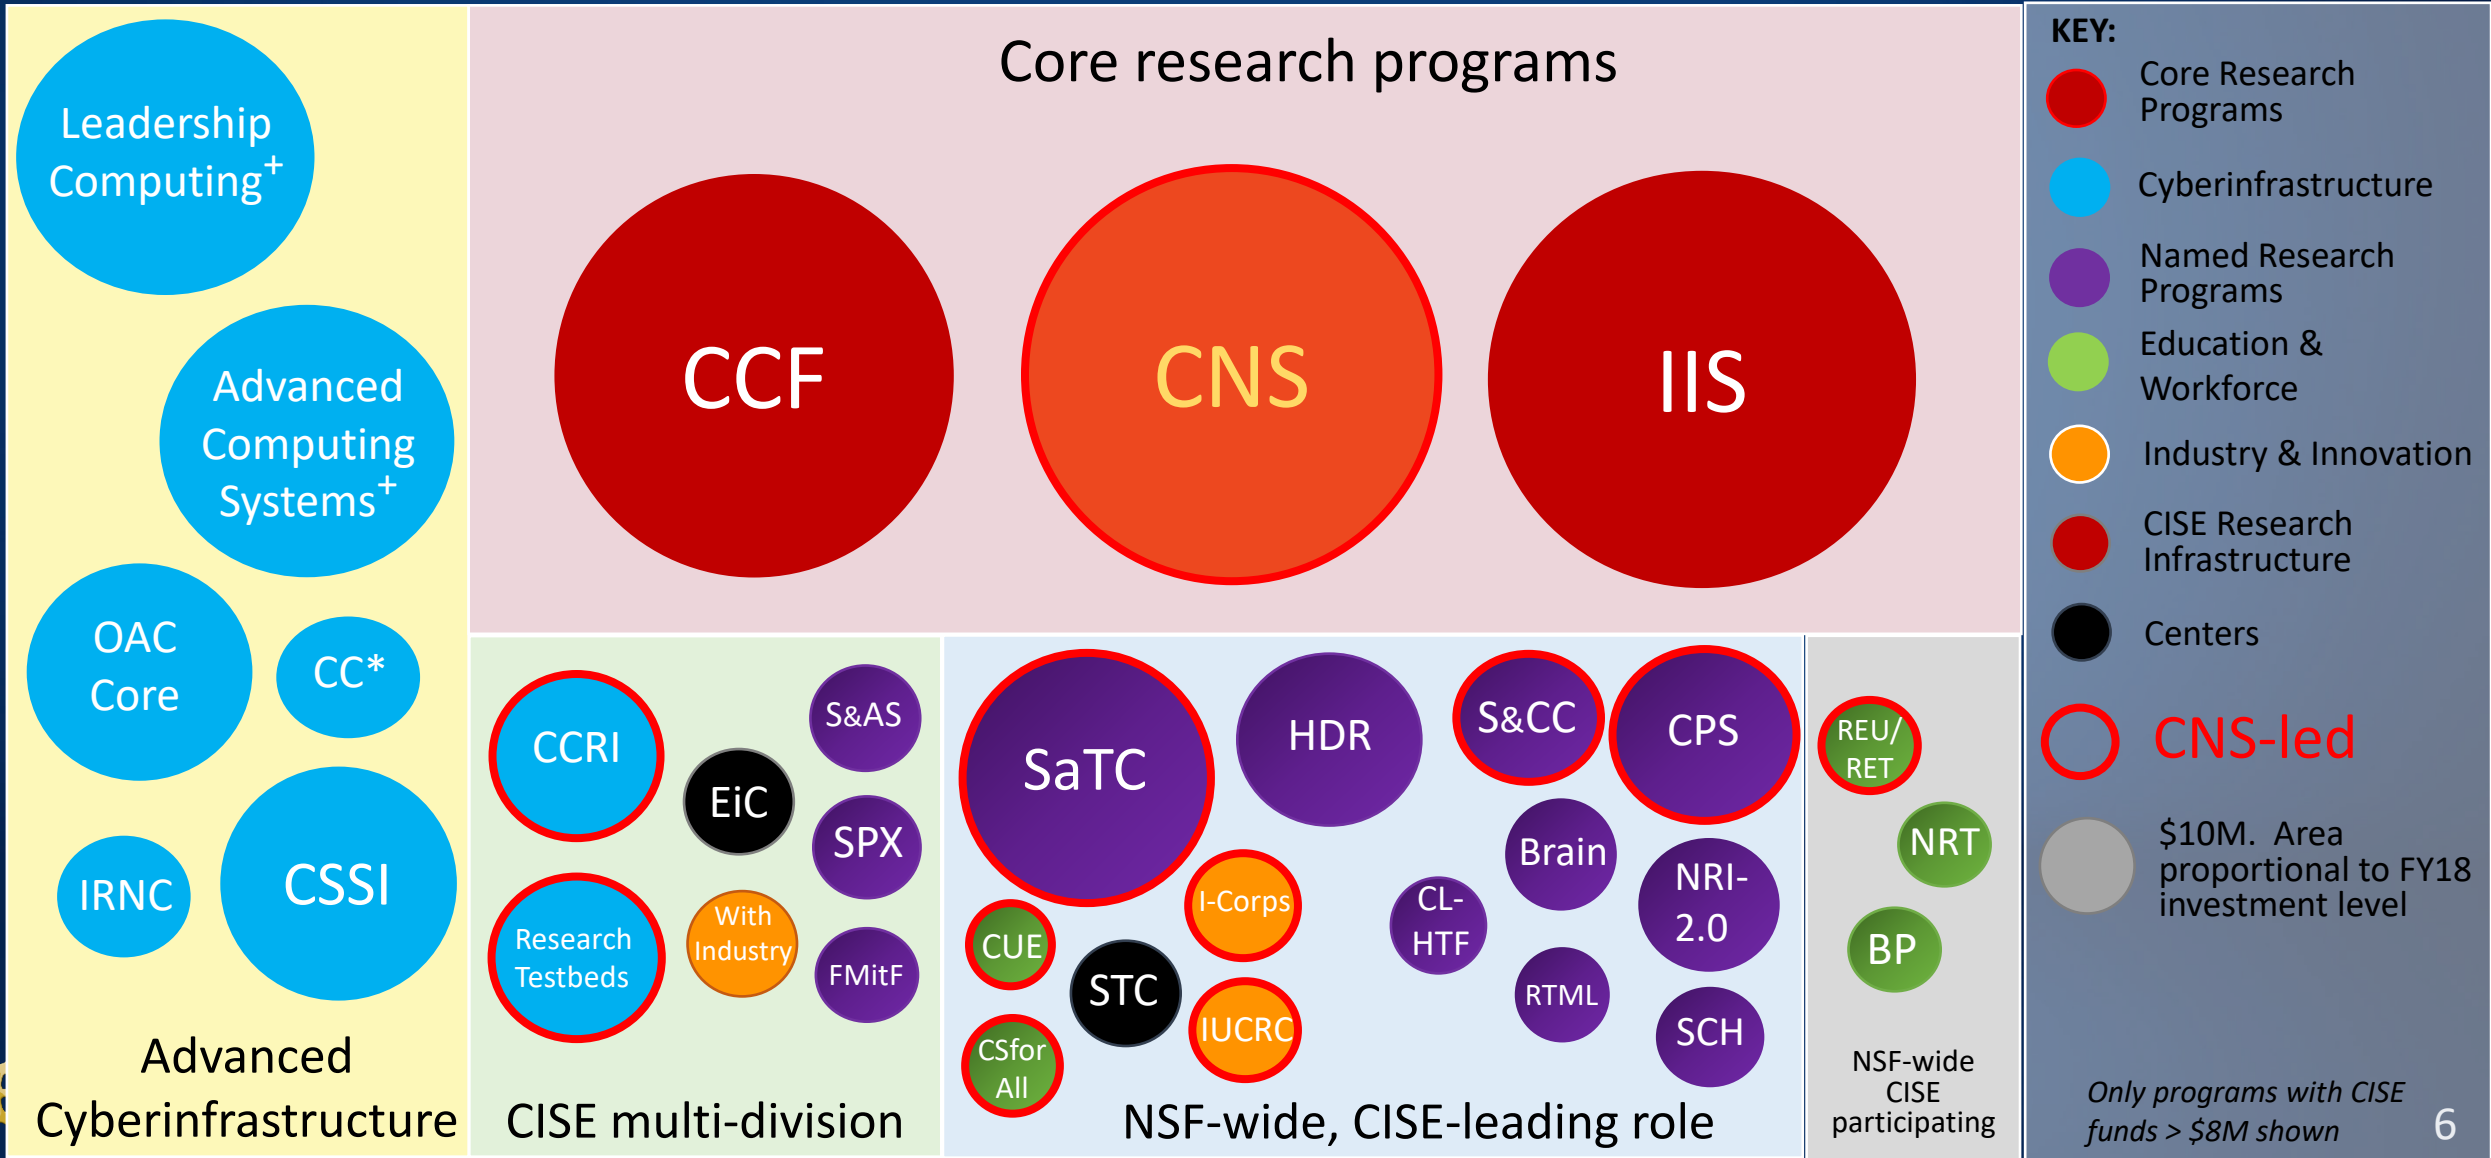 Leadership
Computing+
Advanced
Computing
Systems+
OAC
Core
CC*
IRNC
CSSI
Advanced
Cyberinfrastructure
Core research programs
CCF
CNS
IIS
CCRI
EiC
S&AS
SPX
Research
Testbeds
With
Industry
FMitF
CISE multi-division
SaTC
HDR
S&CC
CPS
Brain
NRI-
2.0
I-Corps
CL-
HTF
CUE
STC
RTML
IUCRC
SCH
CSfor
All
NSF-wide, CISE-leading role
REU/
RET
NRT
BP
NSF-wide
CISE
participating
KEY:
Core Research
Programs
Cyberinfrastructure
Named Research
Programs
Education &
Workforce
Industry & Innovation
CISE Research
Infrastructure
Centers
CNS-led
$10M. Area
proportional to FY18
investment level
Only programs with CISE
funds > $8M shown
6